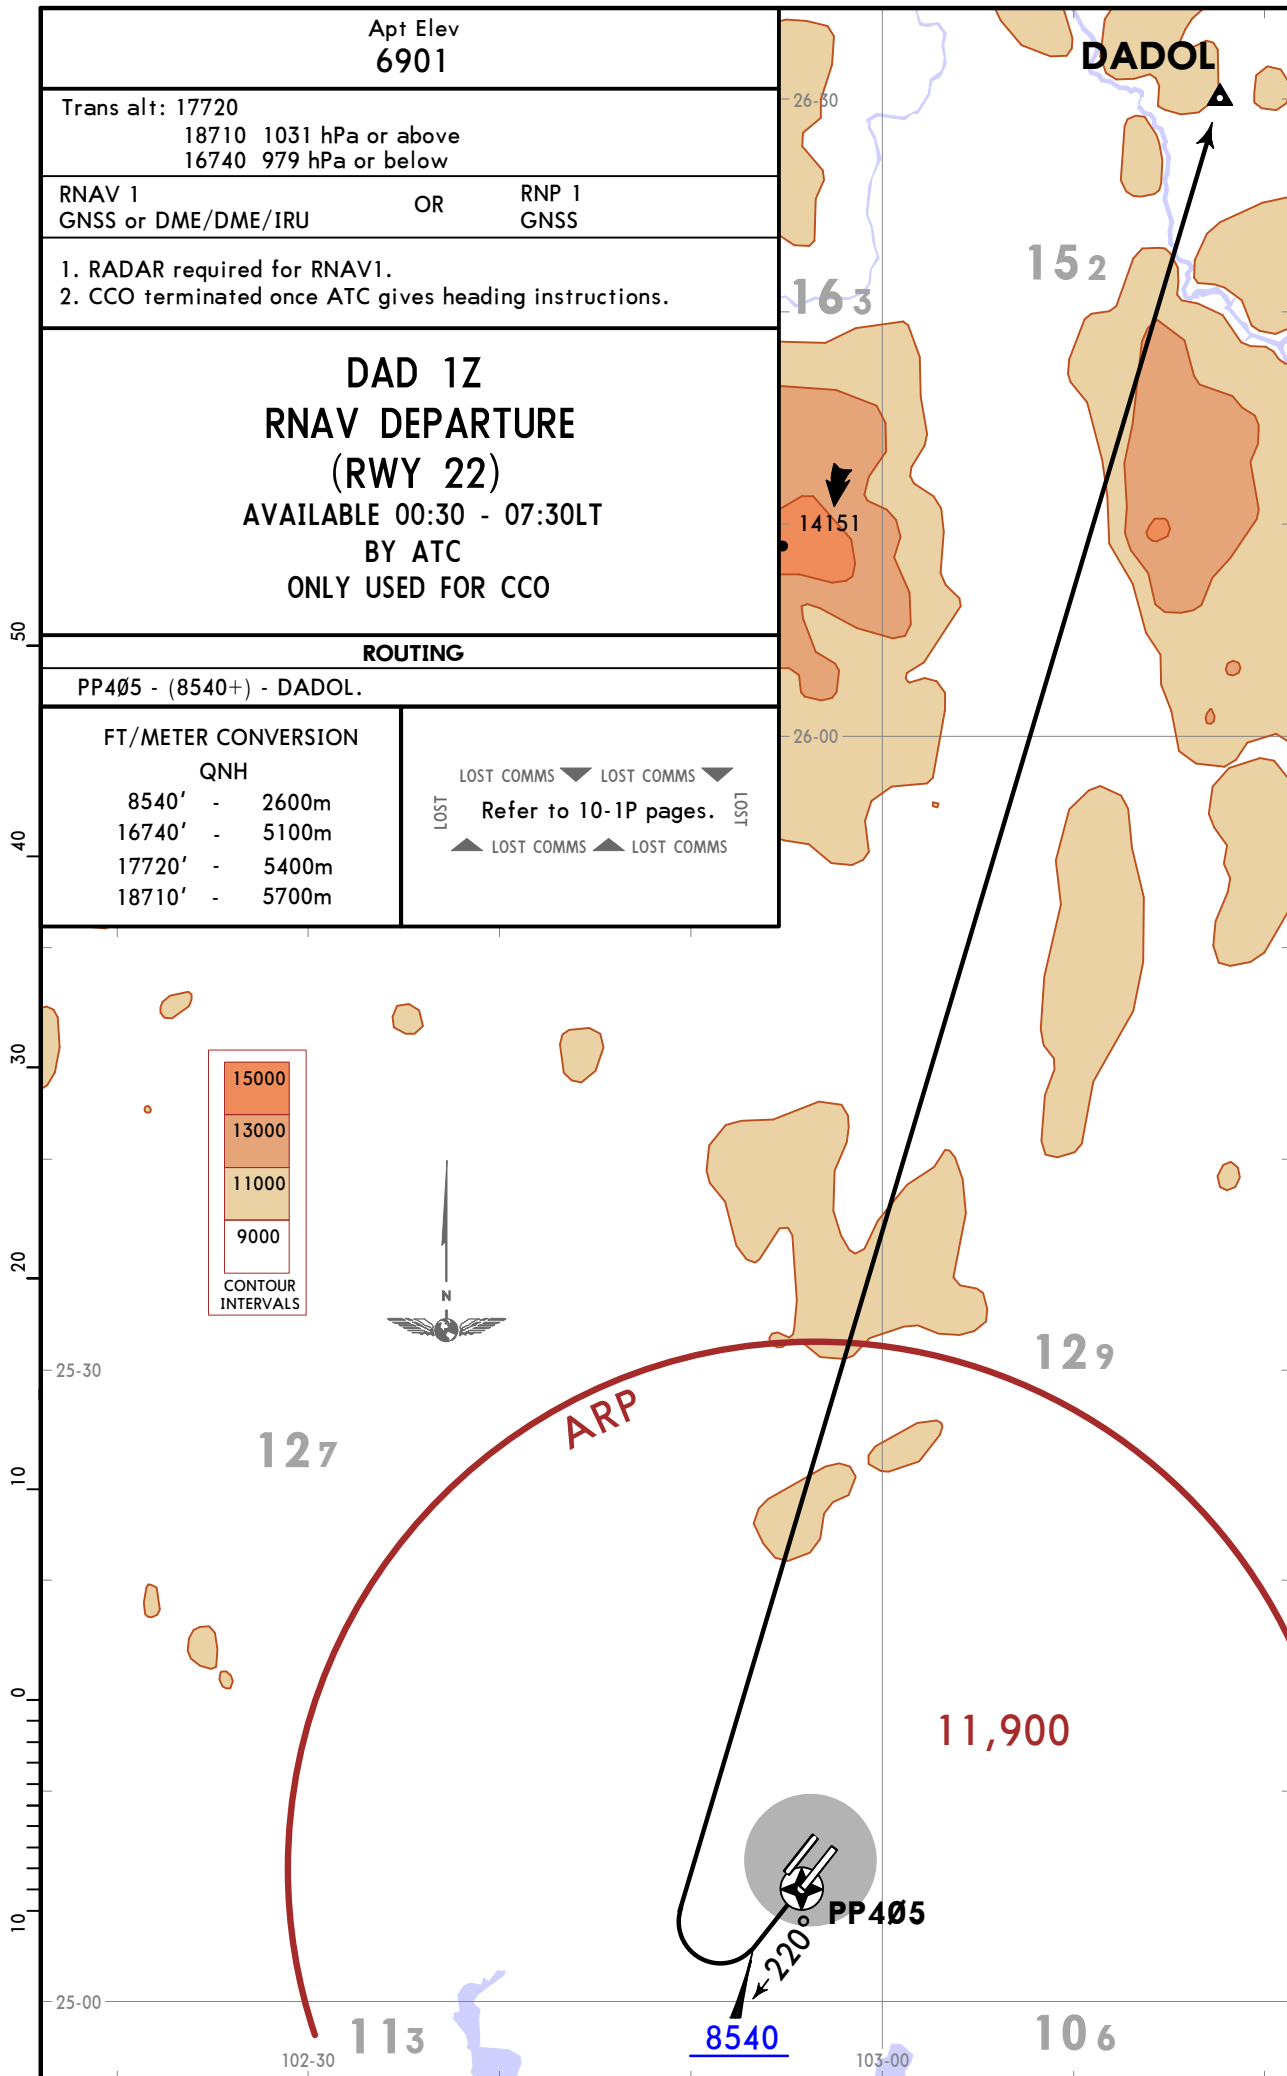 Apt Elev
6901
Trans alt: 17720
18710 1031 hPa or above
16740 979 hPa or below
RNAV 1
GNSS or DME/DME/IRU
OR
RNP 1
GNSS
1. RADAR required for RNAV1.
2. CCO terminated once ATC gives heading instructions.
DAD 1Z
RNAV DEPARTURE
(RWY 22)
AVAILABLE 00:30 - 07:30LT
BY ATC
ONLY USED FOR CCO
ROUTING
PP4Ø5 - (8540+) - DADOL.
FT/METER CONVERSION
QNH
8540' - 2600m
16740' - 5100m
17720' - 5400m
18710' - 5700m
LOST COMMS LOST COMMS
LOST
Refer to 10-1P pages.
LOST
LOST COMMS LOST COMMS
DADOL
26-30
152
163
14151
26-00
50
40
30
20
10
0
10
15000
13000
11000
9000
CONTOUR
INTERVALS
N
25-30
129
ARP
127
11,900
PP4Ø5
220°
25-00
113
8540
106
102-30
103-00